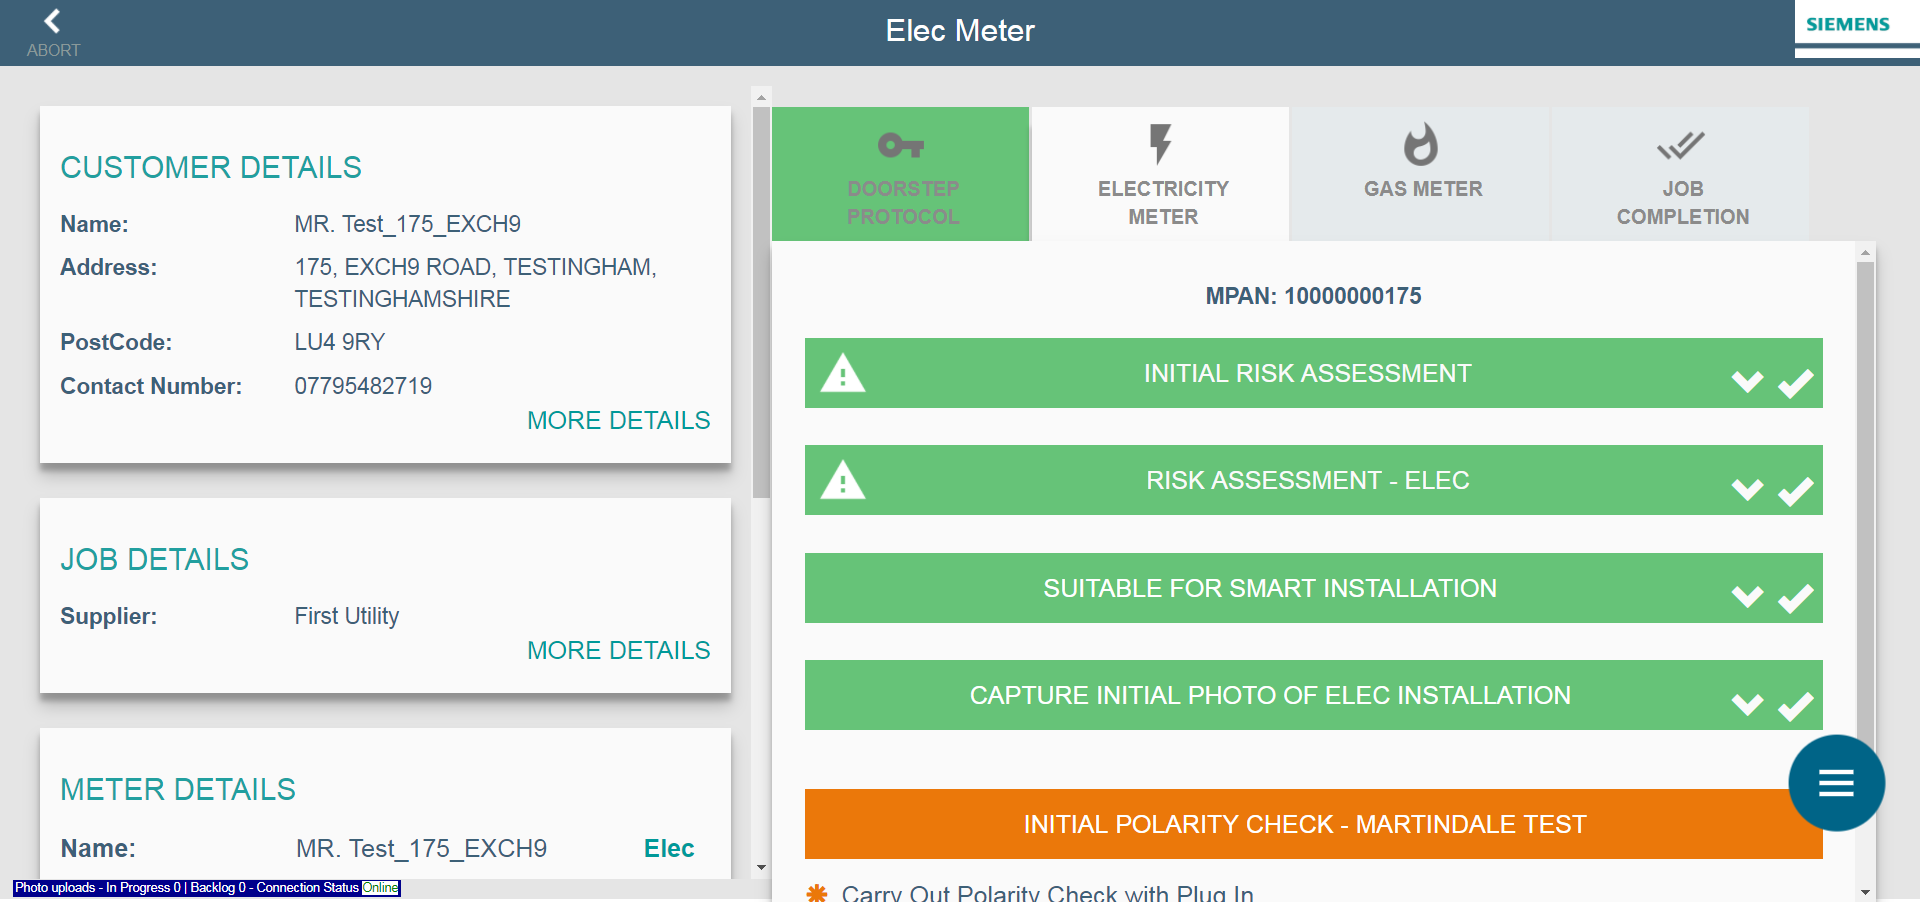 ABORT
Elec Meter
SIEMENS
CUSTOMER DETAILS
Name: MR. Test_175_EXCH9
Address: 175, EXCH9 ROAD, TESTINGHAM,
TESTINGHAMSHIRE
PostCode: LU4 9RY
Contact Number: 07795482719
MORE DETAILS
JOB DETAILS
Supplier: First Utility
MORE DETAILS
METER DETAILS
Name: MR. Test_175_EXCH9 Elec
Photo uploads - In Progress 0 | Backlog 0 - Connection Status Online
DOORSTEP
PROTOCOL
ELECTRICITY
METER
GAS METER
JOB
COMPLETION
MPAN: 10000000175
INITIAL RISK ASSESSMENT
RISK ASSESSMENT - ELEC
SUITABLE FOR SMART INSTALLATION
CAPTURE INITIAL PHOTO OF ELEC INSTALLATION
INITIAL POLARITY CHECK - MARTINDALE TEST
Carry Out Polarity Check with Plug In